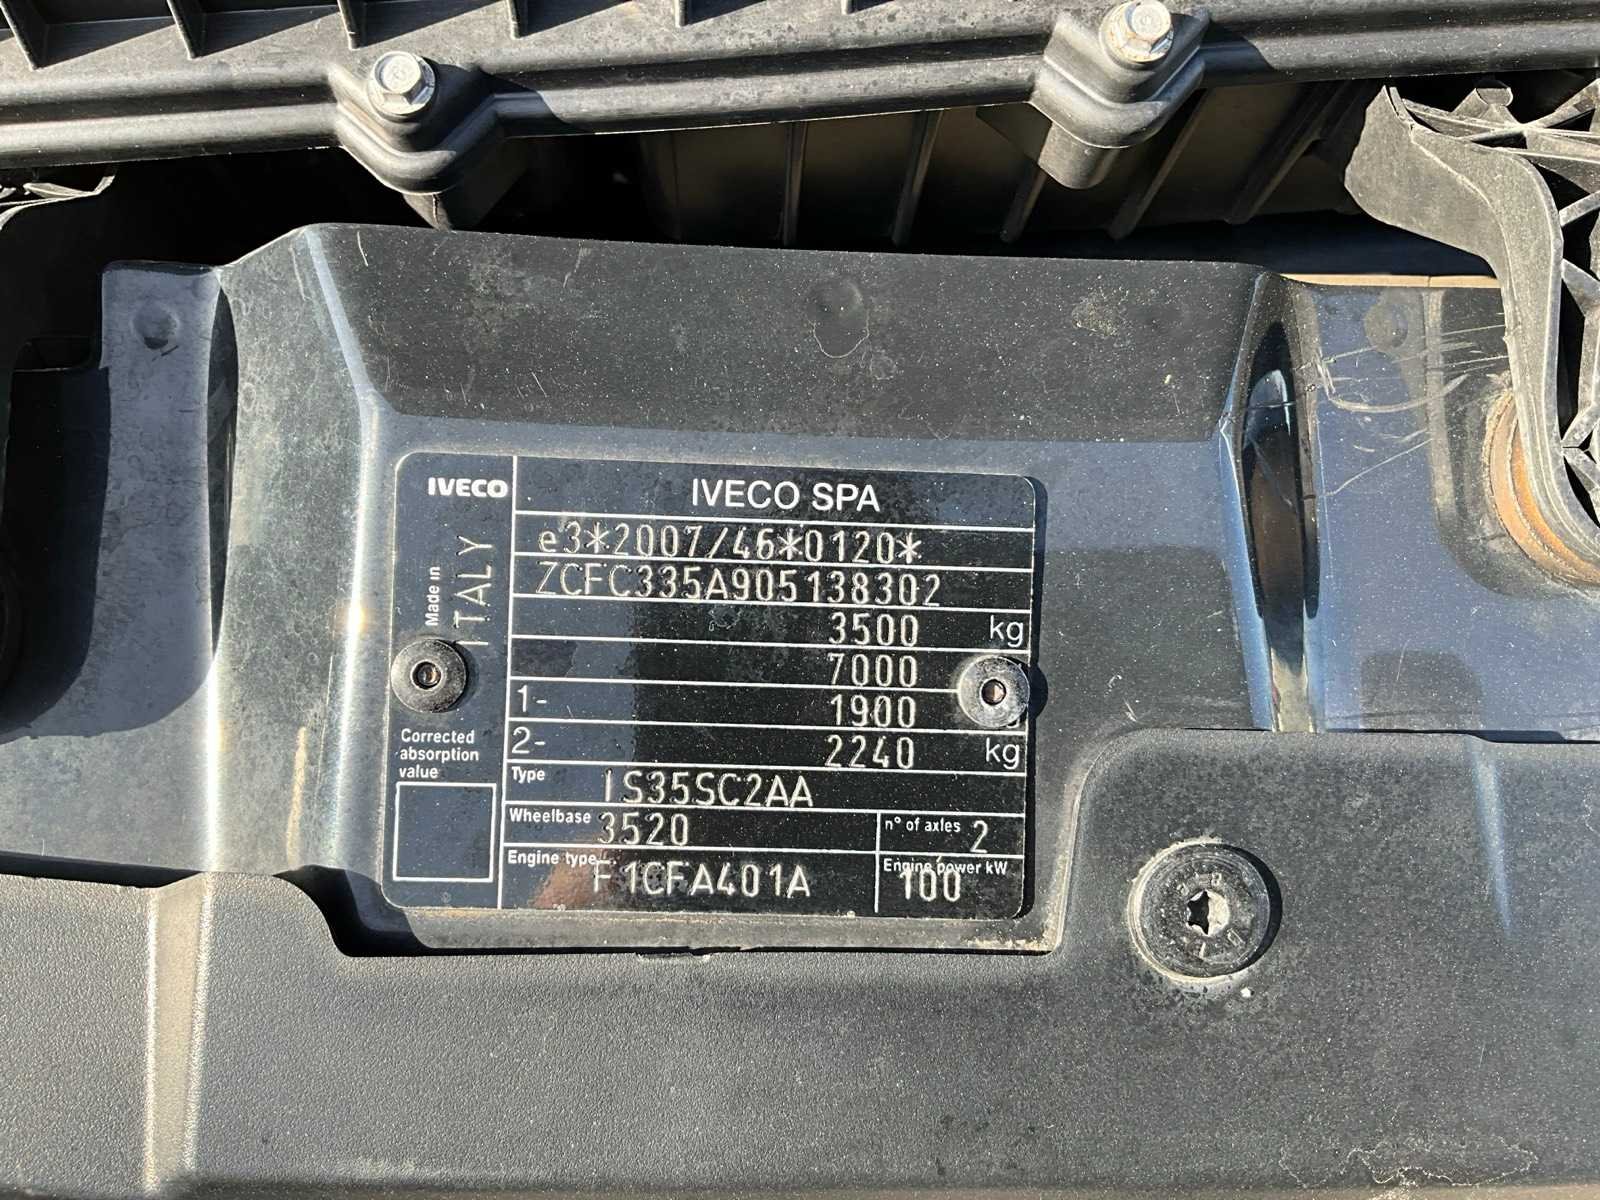 IVECO
IVECO SPA
e3*2007/46*0120*
ZCFC335A905138302
3500 kg
7000
1- 1900
2- 2240 kg
Made in
ITALY
Corrected
absorption
value
Type IS35SC2AA
Wheelbase 3520
n° of axles 2
Engine type F1CFA401A
Engine power kW
100